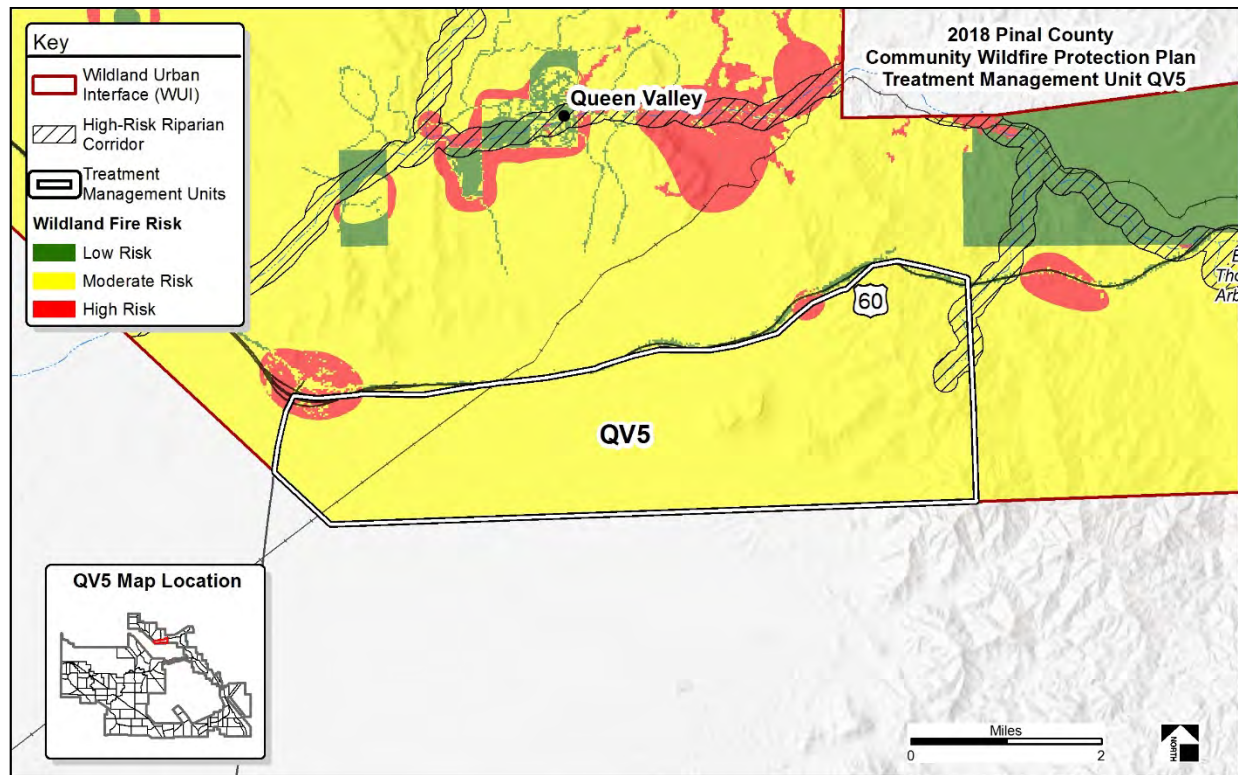 Key
Wildland Urban
Interface (WUI)
High-Risk Riparian
Corridor
Treatment
Management Units
Wildland Fire Risk
Low Risk
Moderate Risk
High Risk
2018 Pinal County
Community Wildfire Protection Plan
Treatment Management Unit QV5
Queen Valley
60
QV5
B
Tho
Arb
QV5 Map Location
Miles
0
2
NORTH